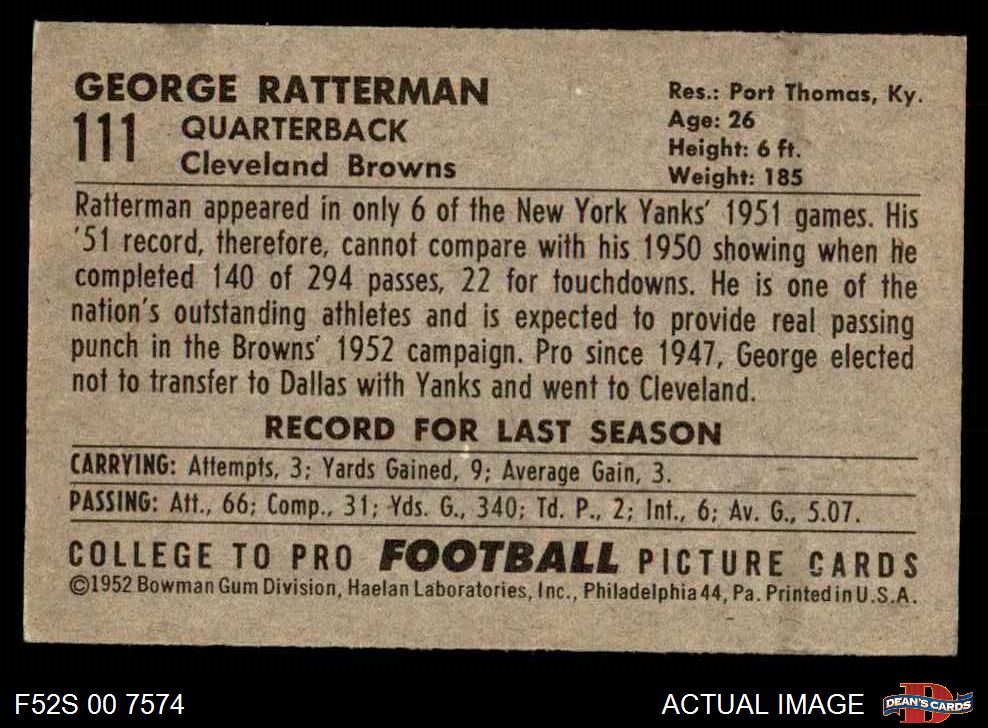 GEORGE RATTERMAN
111 QUARTERBACK
Cleveland Browns
Res.: Port Thomas, Ky.
Age: 26
Height: 6 ft.
Weight: 185
Ratterman appeared in only 6 of the New York Yanks' 1951 games. His
'51 record, therefore, cannot compare with his 1950 showing when he
completed 140 of 294 passes, 22 for touchdowns. He is one of the
nation's outstanding athletes and is expected to provide real passing
punch in the Browns' 1952 campaign. Pro since 1947, George elected
not to transfer to Dallas with Yanks and went to Cleveland.
RECORD FOR LAST SEASON
CARRYING: Attempts, 3; Yards Gained, 9; Average Gain, 3.
PASSING: Att., 66; Comp., 31; Yds. G., 340; Td. P., 2; Int., 6; Av. G., 5.07.
COLLEGE TO PRO FOOTBALL PICTURE CARDS
©1952 Bowman Gum Division, Haelan Laboratories, Inc., Philadelphia 44, Pa. Printed in U.S.A.
F52S 00 7574
ACTUAL IMAGE
DEAN'S CARDS